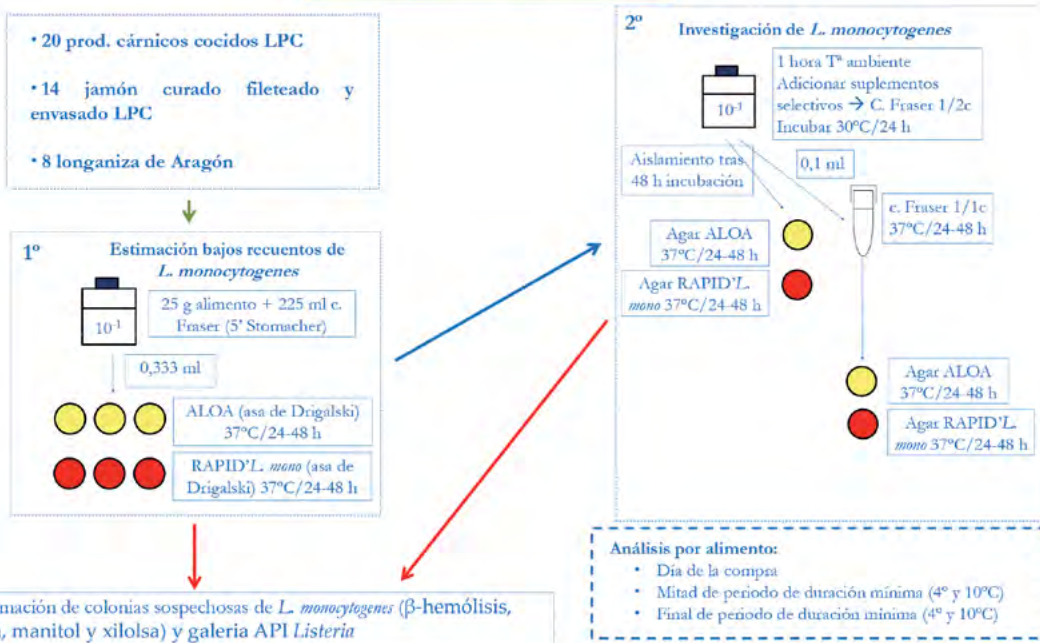 • 20 prod. cárnicos cocidos LPC
• 14 jamón curado fileteado y
envasado LPC
• 8 longaniza de Aragón
1º
Estimación bajos recuentos de
L. monocytogenes
10-1
25 g alimento + 225 ml c.
Fraser (5' Stomacher)
0,333 ml
ALOA (asa de Drigalski)
37ºC/24-48 h
RAPID'L. mono (asa de
Drigalski) 37ºC/24-48 h
2º
Investigación de L. monocytogenes
10-1
1 hora Tª ambiente
Adicionar suplementos
selectivos → C. Fraser 1/2c
Incubar 30ºC/24 h
Aislamiento tras
48 h incubación
0,1 ml
c. Fraser 1/1c
37ºC/24-48 h
Agar ALOA
37ºC/24-48 h
Agar RAPID'L.
mono 37ºC/24-48 h
Agar ALOA
37ºC/24-48 h
Agar RAPID'L.
mono 37ºC/24-48 h
Análisis por alimento:
• Día de la compra
• Mitad de periodo de duración mínima (4º y 10ºC)
• Final de periodo de duración mínima (4º y 10ºC)
mación de colonias sospechosas de L. monocytogenes (β-hemólisis,
, manitol y xilolsa) y galeria API Listeria